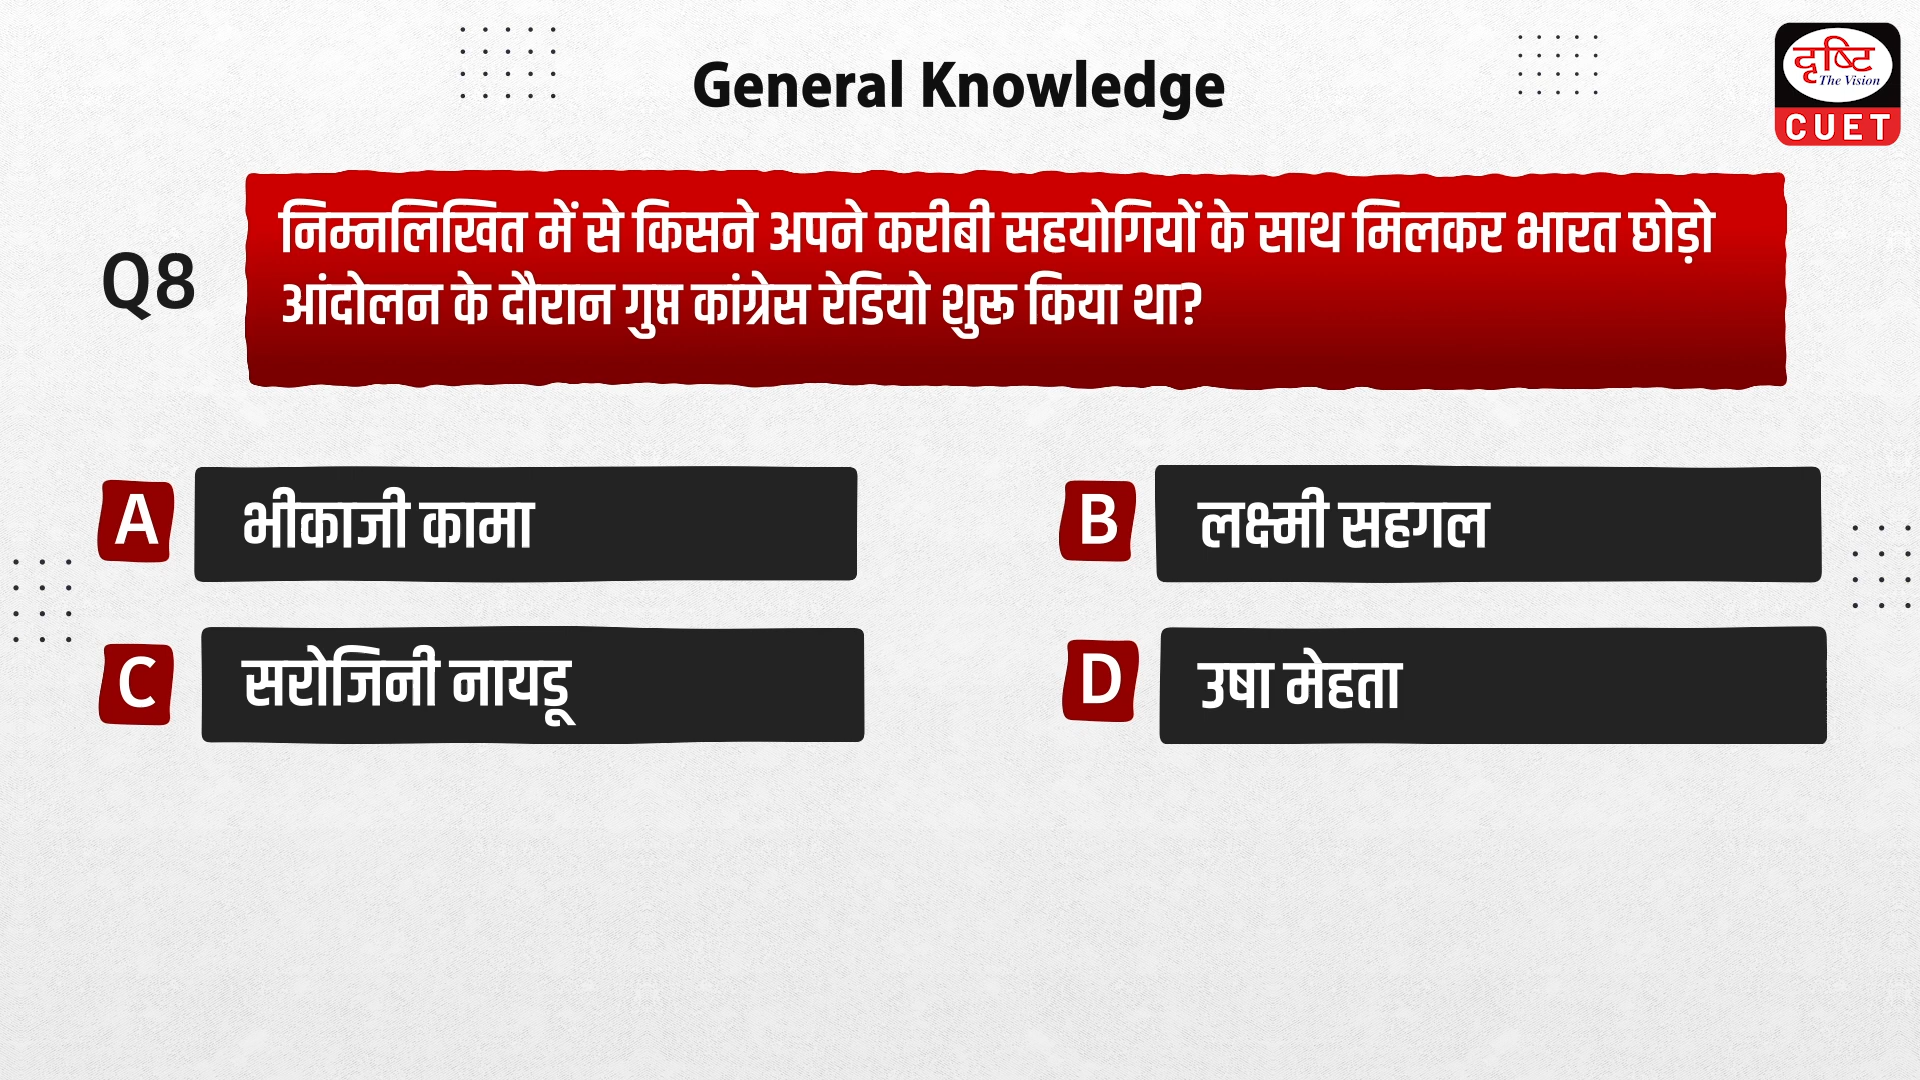 General Knowledge
दृष्टि
The Vision
CUET
Q8
निम्नलिखित में से किसने अपने करीबी सहयोगियों के साथ मिलकर भारत छोड़ो
आंदोलन के दौरान गुप्त कांग्रेस रेडियो शुरू किया था?
A भीकाजी कामा
B लक्ष्मी सहगल
C सरोजिनी नायडू
D उषा मेहता